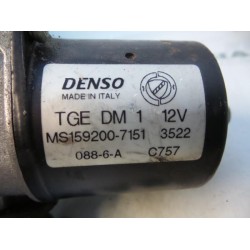 DENSO
MADE IN ITALY
TGE DM 1 12V
MS159200-7151 3522
088-6-A C757